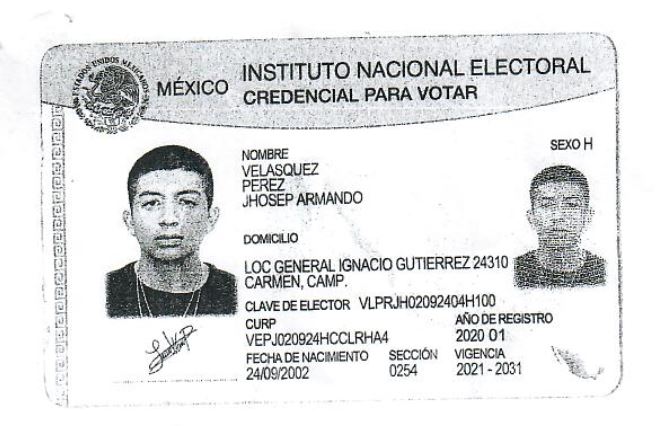 ESTADOS UNIDOS MEXICANOS
MÉXICO
INSTITUTO NACIONAL ELECTORAL
CREDENCIAL PARA VOTAR
SEXO H
NOMBRE
VELASQUEZ
PEREZ
JHOSEP ARMANDO
DOMICILIO
LOC GENERAL IGNACIO GUTIERREZ 24310
CARMEN, CAMP.
CLAVE DE ELECTOR VLPRJH02092404H100
CURP
VEPJ020924HCCLRHA4
AÑO DE REGISTRO
2020 01
FECHA DE NACIMIENTO
24/09/2002
SECCIÓN
0254
VIGENCIA
2021 - 2031